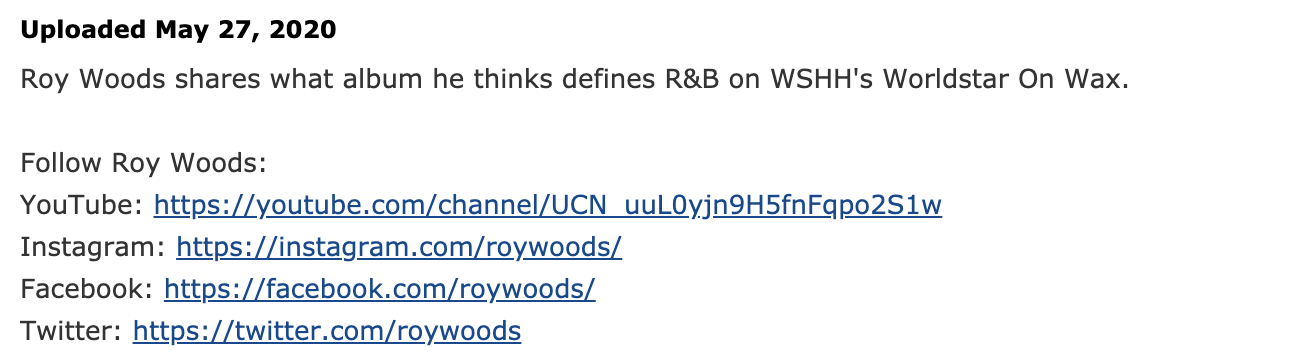 Uploaded May 27, 2020
Roy Woods shares what album he thinks defines R&B on WSHH's Worldstar On Wax.
Follow Roy Woods:
YouTube: https://youtube.com/channel/UCN_uuL0yjn9H5fnFqpo2S1w
Instagram: https://instagram.com/roywoods/
Facebook: https://facebook.com/roywoods/
Twitter: https://twitter.com/roywoods